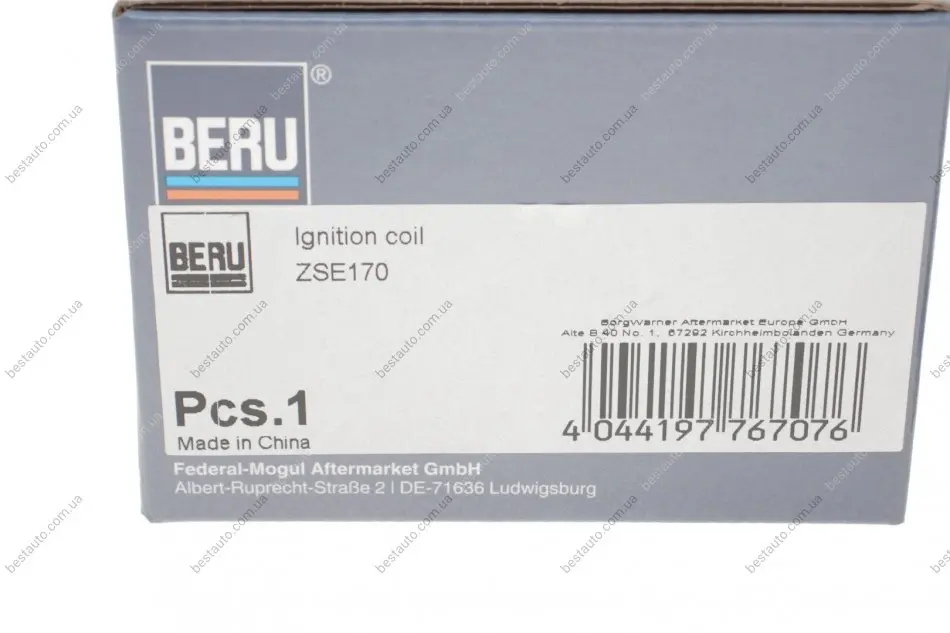 BERU®
BERU
Ignition coil
ZSE170
BorgWarner Aftermarket Europe GmbH
Alte B 40 No. 1, 67292 Kirchheimbolanden Germany
4 044197 767076
Pcs.1
Made in China
Federal-Mogul Aftermarket GmbH
Albert-Ruprecht-Straße 2 | DE-71636 Ludwigsburg
bestauto.com.ua